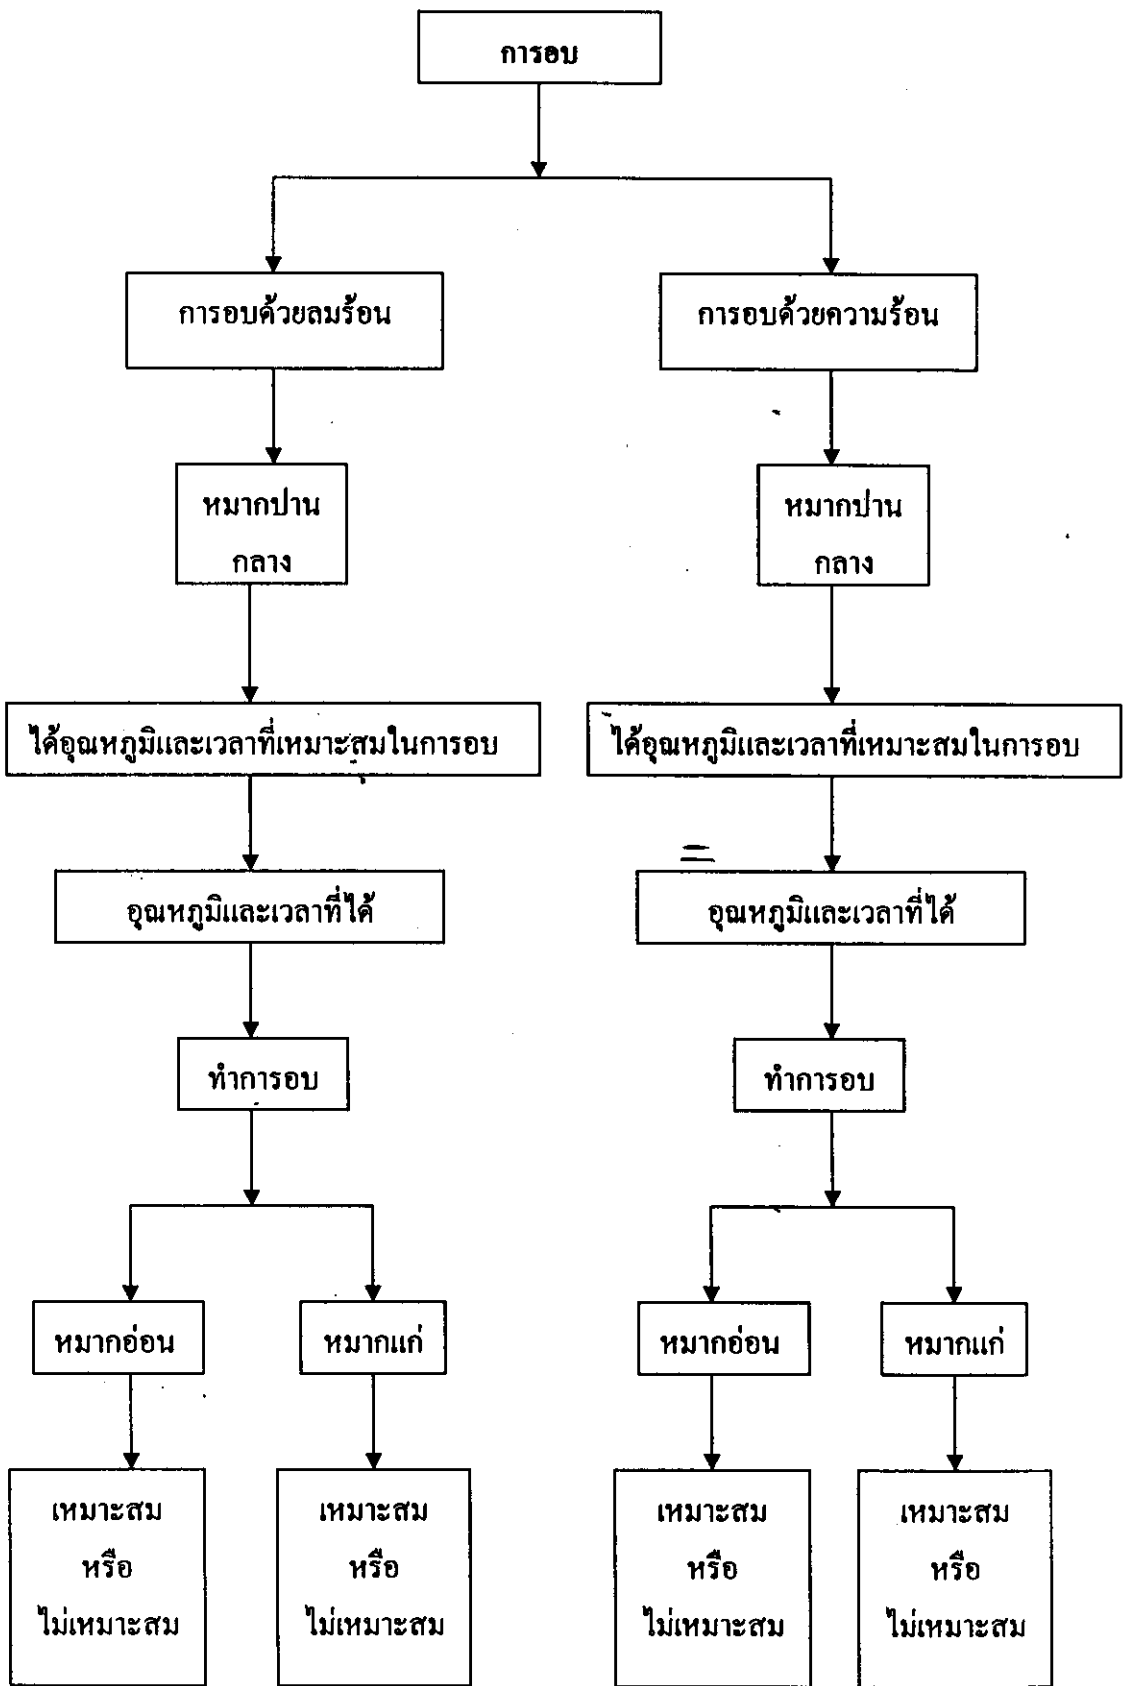 การอบ
การอบด้วยลมร้อน
การอบด้วยความร้อน
หมากปาน
กลาง
หมากปาน
กลาง
ได้อุณหภูมิและเวลาที่เหมาะสมในการอบ
ได้อุณหภูมิและเวลาที่เหมาะสมในการอบ
อุณหภูมิและเวลาที่ได้
อุณหภูมิและเวลาที่ได้
ทำการอบ
ทำการอบ
หมากอ่อน
หมากแก่
หมากอ่อน
หมากแก่
เหมาะสม
หรือ
ไม่เหมาะสม
เหมาะสม
หรือ
ไม่เหมาะสม
เหมาะสม
หรือ
ไม่เหมาะสม
เหมาะสม
หรือ
ไม่เหมาะสม